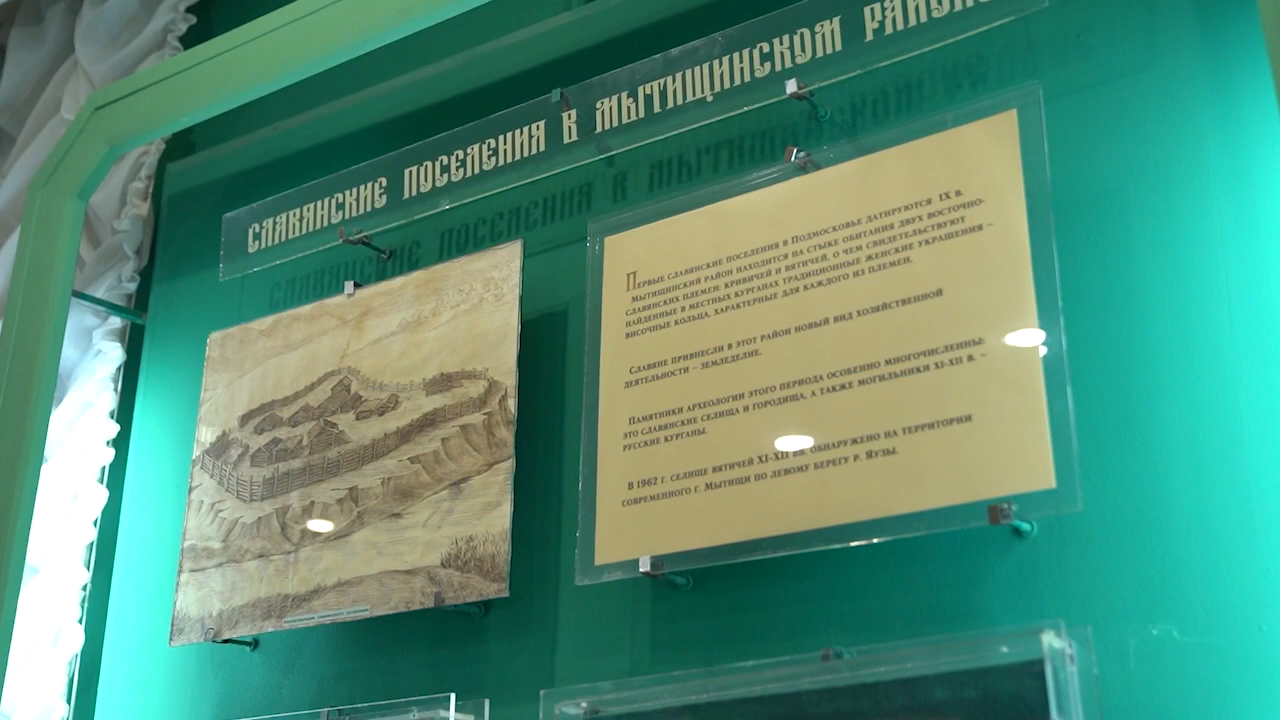 СЛАВЯНСКИЕ ПОСЕЛЕНИЯ В МЫТИЩИНСКОМ РАЙОНЕ
ПЕРВЫЕ СЛАВЯНСКИЕ ПОСЕЛЕНИЯ В ПОДМОСКОВЬЕ ДАТИРУЮТСЯ IX В.
МЫТИЩИНСКИЙ РАЙОН НАХОДИТСЯ НА СТЫКЕ ОБИТАНИЯ ДВУХ ВОСТОЧНО-
СЛАВЯНСКИХ ПЛЕМЕН: КРИВИЧЕЙ И ВЯТИЧЕЙ, О ЧЕМ СВИДЕТЕЛЬСТВУЮТ
НАЙДЕННЫЕ В МЕСТНЫХ КУРГАНАХ ТРАДИЦИОННЫЕ ЖЕНСКИЕ УКРАШЕНИЯ –
ВИСОЧНЫЕ КОЛЬЦА, ХАРАКТЕРНЫЕ ДЛЯ КАЖДОГО ИЗ ПЛЕМЕН.
СЛАВЯНЕ ПРИВНЕСЛИ В ЭТОТ РАЙОН НОВЫЙ ВИД ХОЗЯЙСТВЕННОЙ
ДЕЯТЕЛЬНОСТИ – ЗЕМЛЕДЕЛИЕ.
ПАМЯТНИКИ АРХЕОЛОГИИ ЭТОГО ПЕРИОДА ОСОБЕННО МНОГОЧИСЛЕННЫ:
ЭТО СЛАВЯНСКИЕ СЕЛИЩА И ГОРОДИЩА, А ТАКЖЕ МОГИЛЬНИКИ XI-XII В. –
РУССКИЕ КУРГАНЫ.
В 1962 Г. СЕЛИЩЕ ВЯТИЧЕЙ XI-XII ВВ. ОБНАРУЖЕНО НА ТЕРРИТОРИИ
СОВРЕМЕННОГО Г. МЫТИЩИ ПО ЛЕВОМУ БЕРЕГУ Р. ЯУЗЫ.